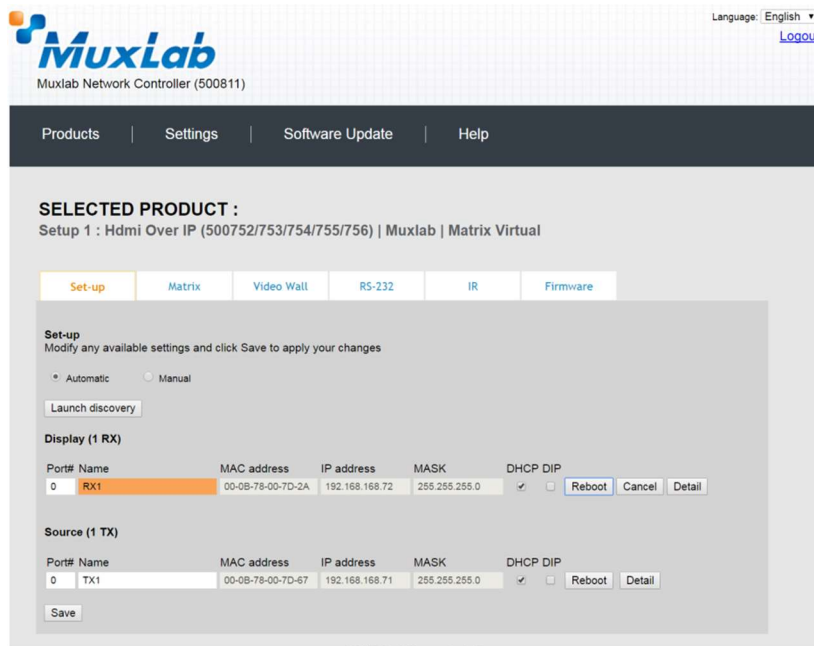 Language: English
Logou
MuxLab
Muxlab Network Controller (500811)
Products | Settings | Software Update | Help
SELECTED PRODUCT :
Setup 1 : Hdmi Over IP (500752/753/754/755/756) | Muxlab | Matrix Virtual
Set-up Matrix Video Wall RS-232 IR Firmware
Set-up
Modify any available settings and click Save to apply your changes
Automatic Manual
Launch discovery
Display (1 RX)
Port# Name MAC address IP address MASK DHCP DIP
0 RX1 00-0B-78-00-7D-2A 192.168.168.72 255.255.255.0 Reboot Cancel Detail
Source (1 TX)
Port# Name MAC address IP address MASK DHCP DIP
0 TX1 00-0B-78-00-7D-67 192.168.168.71 255.255.255.0 Reboot Detail
Save